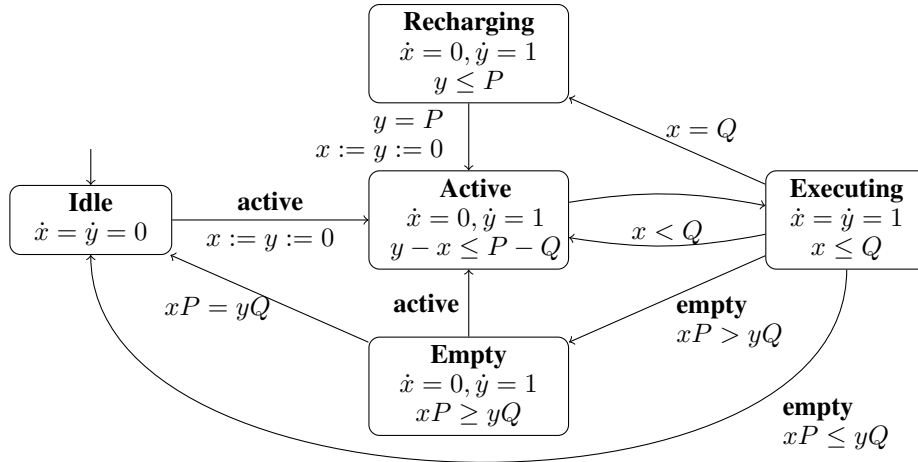 Recharging
ẋ = 0, ẏ = 1
y ≤ P
y = P
x := y := 0
x = Q
Idle
ẋ = ẏ = 0
active
x := y := 0
Active
ẋ = 0, ẏ = 1
y − x ≤ P − Q
x < Q
Executing
ẋ = ẏ = 1
x ≤ Q
xP = yQ
active
empty
xP > yQ
Empty
ẋ = 0, ẏ = 1
xP ≥ yQ
empty
xP ≤ yQ